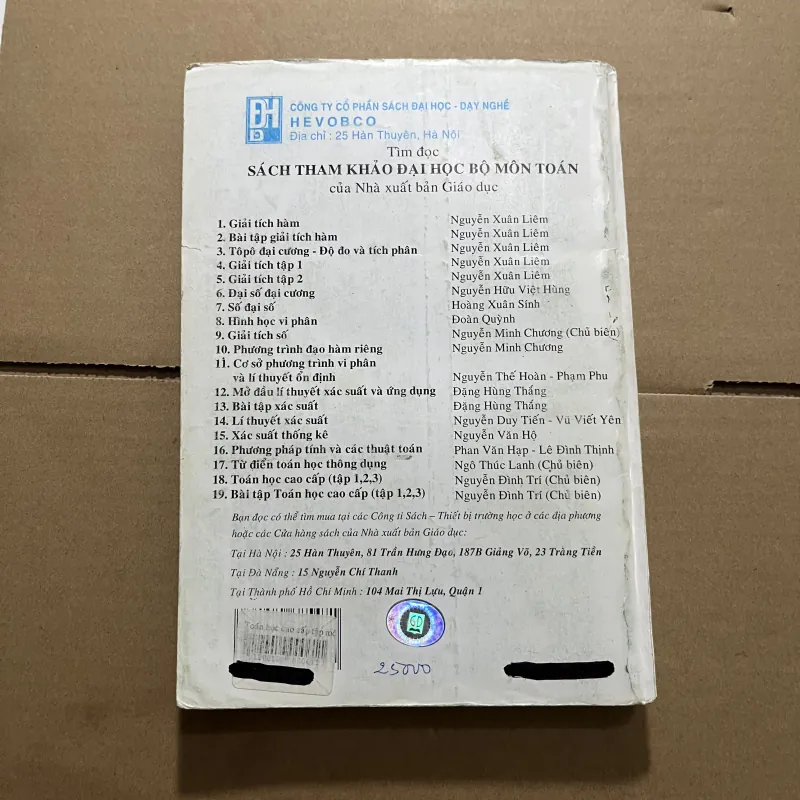 ĐH
D
CÔNG TY CỔ PHẦN SÁCH ĐẠI HỌC - DẠY NGHỀ
HEVOBCO
Địa chỉ : 25 Hàn Thuyên, Hà Nội
Tìm đọc
SÁCH THAM KHẢO ĐẠI HỌC BỘ MÔN TOÁN
của Nhà xuất bản Giáo dục
1. Giải tích hàm Nguyễn Xuân Liêm
2. Bài tập giải tích hàm Nguyễn Xuân Liêm
3. Tôpô đại cương - Độ đo và tích phân Nguyễn Xuân Liêm
4. Giải tích tập 1 Nguyễn Xuân Liêm
5. Giải tích tập 2 Nguyễn Xuân Liêm
6. Đại số đại cương Nguyễn Hữu Việt Hùng
7. Số đại số Hoàng Xuân Sính
8. Hình học vi phân Đoàn Quỳnh
9. Giải tích số Nguyễn Minh Chương (Chủ biên)
10. Phương trình đạo hàm riêng Nguyễn Minh Chương
11. Cơ sở phương trình vi phân
và lí thuyết ổn định Nguyễn Thế Hoàn - Phạm Phu
12. Mở đầu lí thuyết xác suất và ứng dụng Đặng Hùng Thắng
13. Bài tập xác suất Đặng Hùng Thắng
14. Lí thuyết xác suất Nguyễn Duy Tiến - Vũ Viết Yên
15. Xác suất thống kê Nguyễn Văn Hộ
16. Phương pháp tính và các thuật toán Phan Văn Hạp - Lê Đình Thịnh
17. Từ điển toán học thông dụng Ngô Thúc Lanh (Chủ biên)
18. Toán học cao cấp (tập 1,2,3) Nguyễn Đình Trí (Chủ biên)
19. Bài tập Toán học cao cấp (tập 1,2,3) Nguyễn Đình Trí (Chủ biên)
Bạn đọc có thể tìm mua tại các Công ti Sách – Thiết bị trường học ở các địa phương
hoặc các Cửa hàng sách của Nhà xuất bản Giáo dục:
Tại Hà Nội : 25 Hàn Thuyên, 81 Trần Hưng Đạo, 187B Giảng Võ, 23 Tràng Tiền
Tại Đà Nẵng : 15 Nguyễn Chí Thanh
Tại Thành phố Hồ Chí Minh : 104 Mai Thị Lựu, Quận 1
Toán học cao cấp tập một
GD
25000